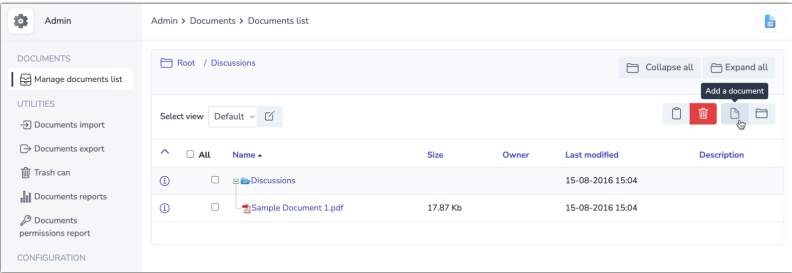 Admin
Admin > Documents > Documents list
DOCUMENTS
Manage documents list
UTILITIES
Documents import
Documents export
Trash can
Documents reports
Documents
permissions report
CONFIGURATION
Root / Discussions
Collapse all
Expand all
Add a document
Select view Default
All Name Size Owner Last modified Description
Discussions 15-08-2016 15:04
Sample Document 1.pdf 17.87 Kb 15-08-2016 15:04